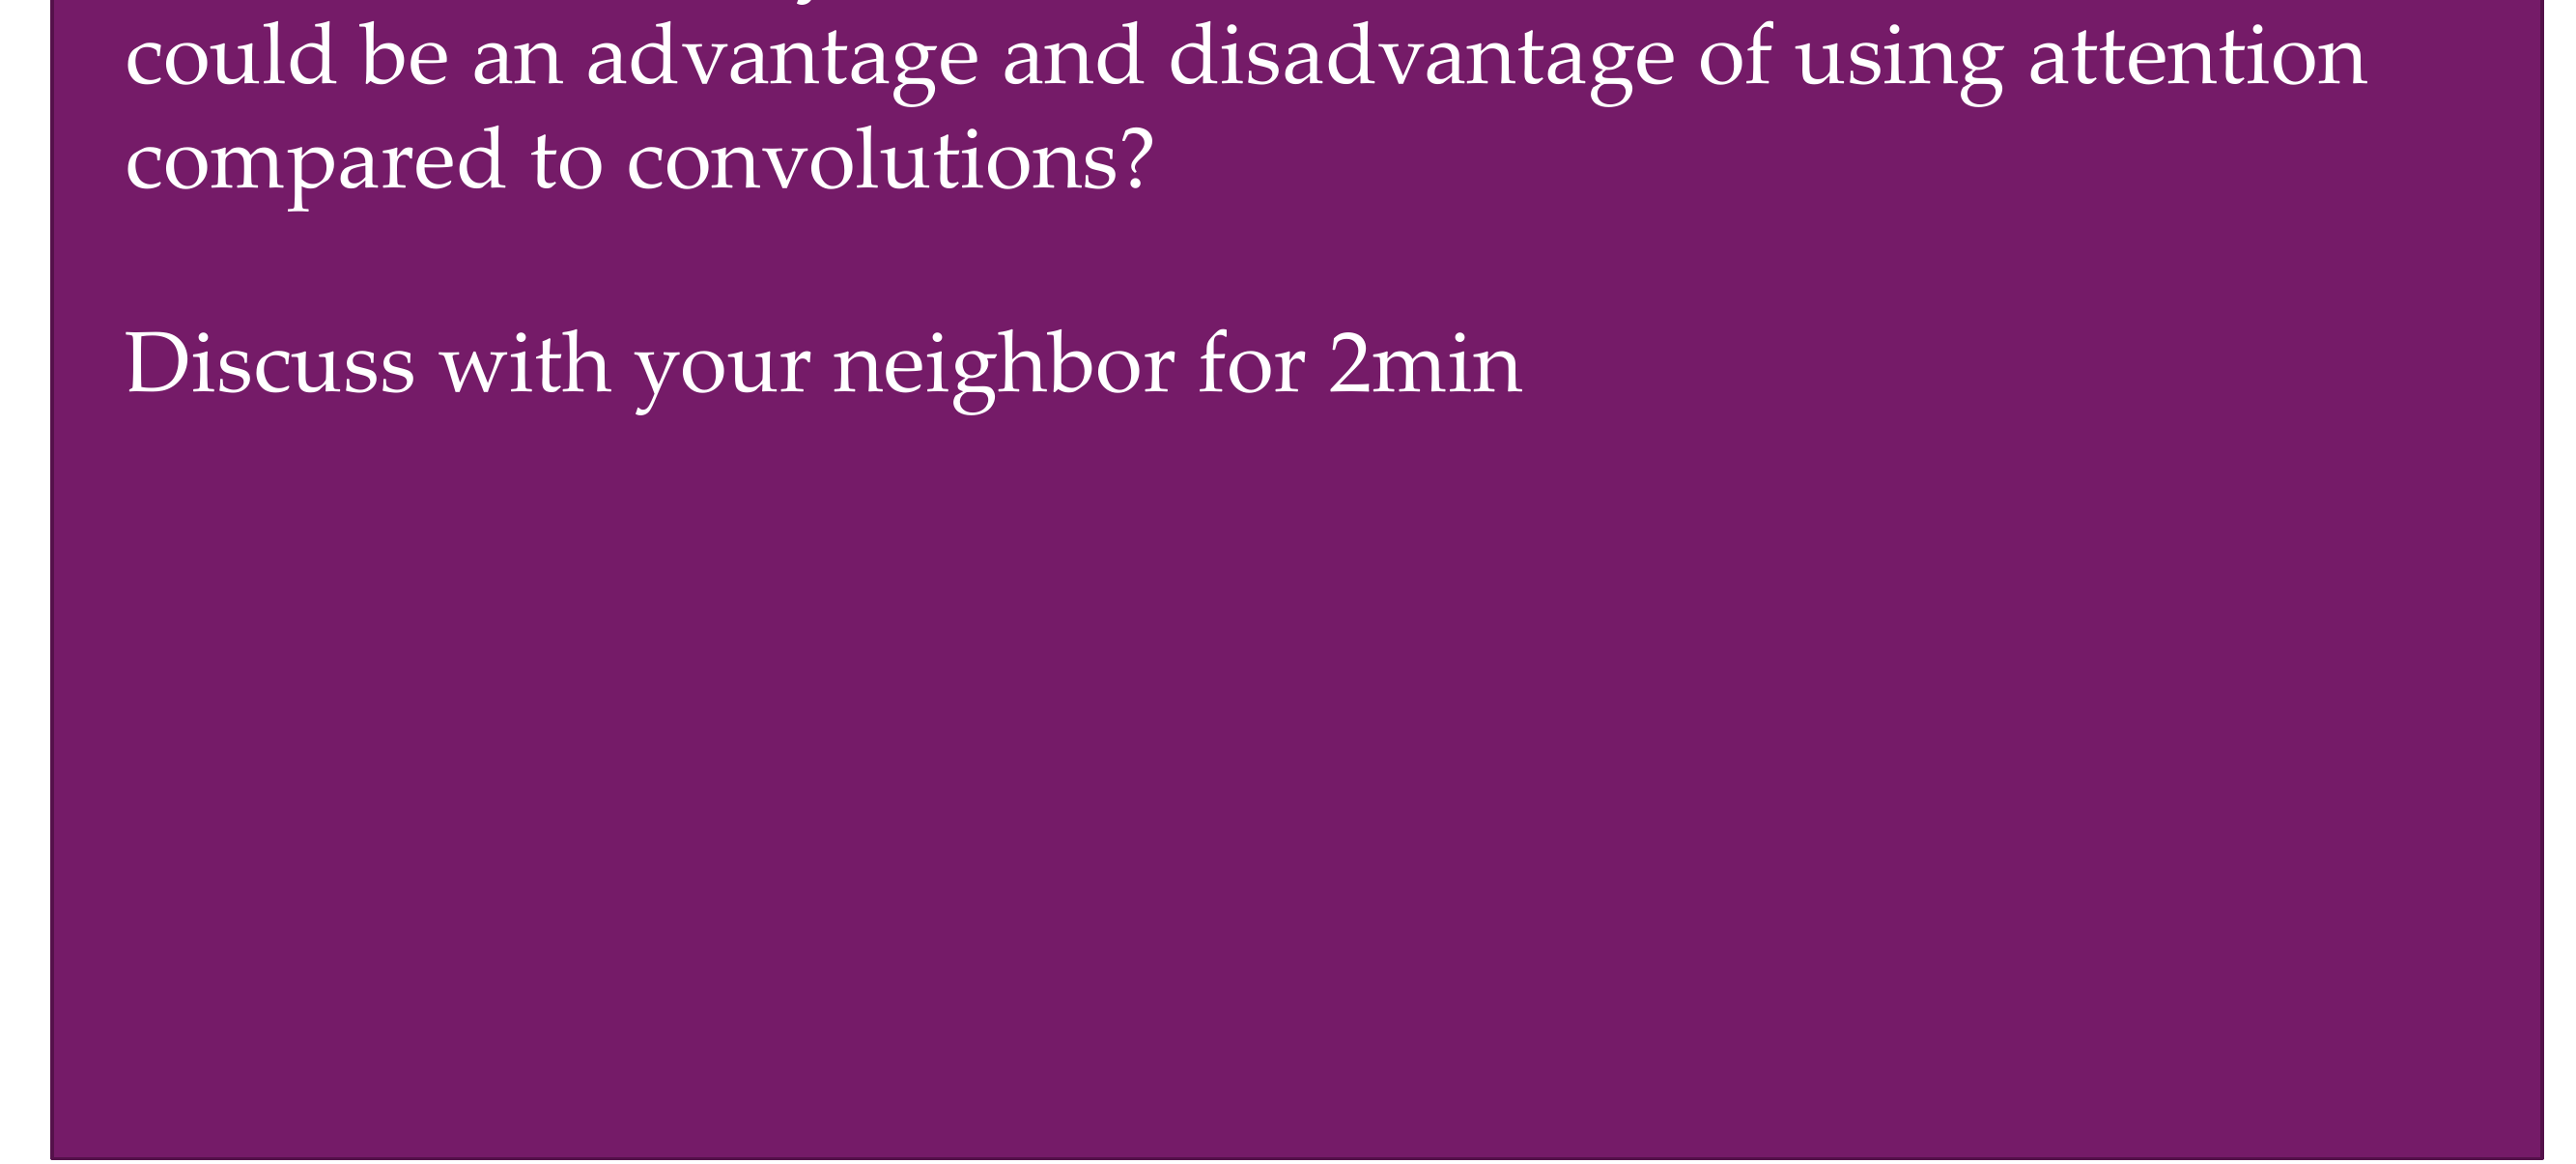 could be an advantage and disadvantage of using attention
compared to convolutions?
Discuss with your neighbor for 2min